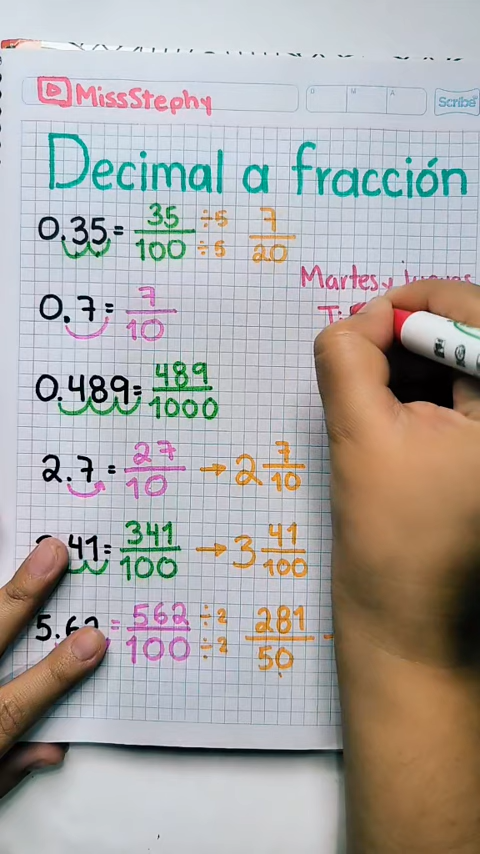 MissStephy
D M A
Scribe
Decimal a fracción
0.35 = 35/100 ÷5/÷5 7/20
Martes y
0.7 = 7/10
T:
0.489 = 489/1000
2.7 = 27/10 → 2 7/10
41 = 341/100 → 3 41/100
5.62 = 562/100 ÷2/÷2 281/50